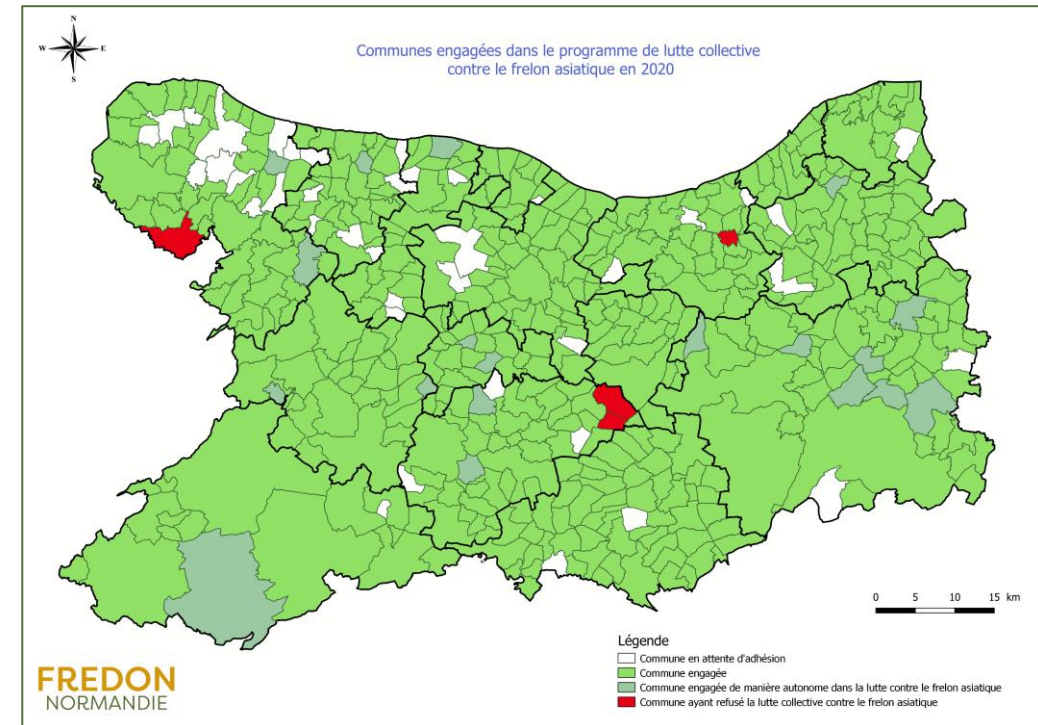 N
W E
S
Communes engagées dans le programme de lutte collective
contre le frelon asiatique en 2020
0 5 10 15 km
Légende
Commune en attente d'adhésion
Commune engagée
Commune engagée de manière autonome dans la lutte contre le frelon asiatique
Commune ayant refusé la lutte collective contre le frelon asiatique
FREDON
NORMANDIE